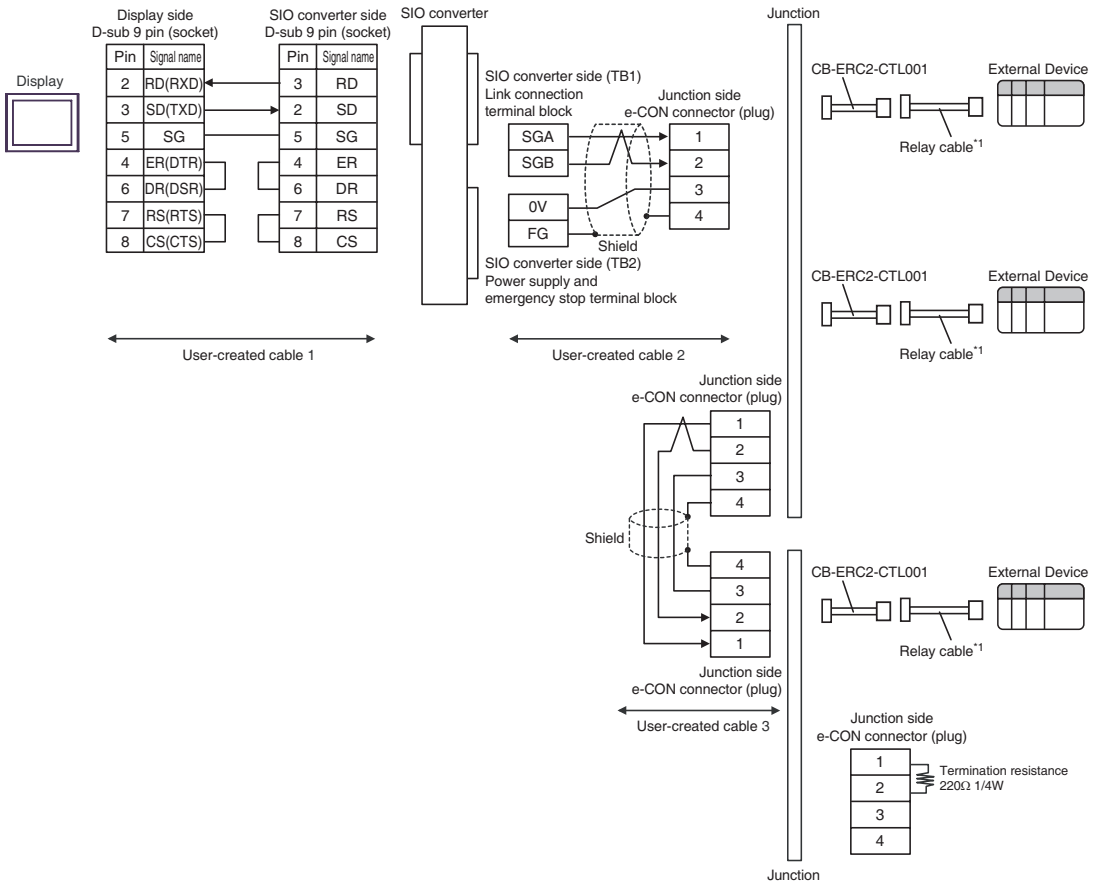 Display
Display side
D-sub 9 pin (socket)
Pin Signal name
2 RD(RXD)
3 SD(TXD)
5 SG
4 ER(DTR)
6 DR(DSR)
7 RS(RTS)
8 CS(CTS)
SIO converter side
D-sub 9 pin (socket)
Pin Signal name
3 RD
2 SD
5 SG
4 ER
6 DR
7 RS
8 CS
User-created cable 1
SIO converter
SIO converter side (TB1)
Link connection
terminal block
SGA
SGB
0V
FG
Shield
SIO converter side (TB2)
Power supply and
emergency stop terminal block
Junction side
e-CON connector (plug)
1
2
3
4
User-created cable 2
Junction
CB-ERC2-CTL001
Relay cable*1
External Device
CB-ERC2-CTL001
Relay cable*1
External Device
Junction side
e-CON connector (plug)
1
2
3
4
Shield
4
3
2
1
Junction side
e-CON connector (plug)
User-created cable 3
CB-ERC2-CTL001
Relay cable*1
External Device
Junction side
e-CON connector (plug)
1
2
3
4
Termination resistance
220Ω 1/4W
Junction